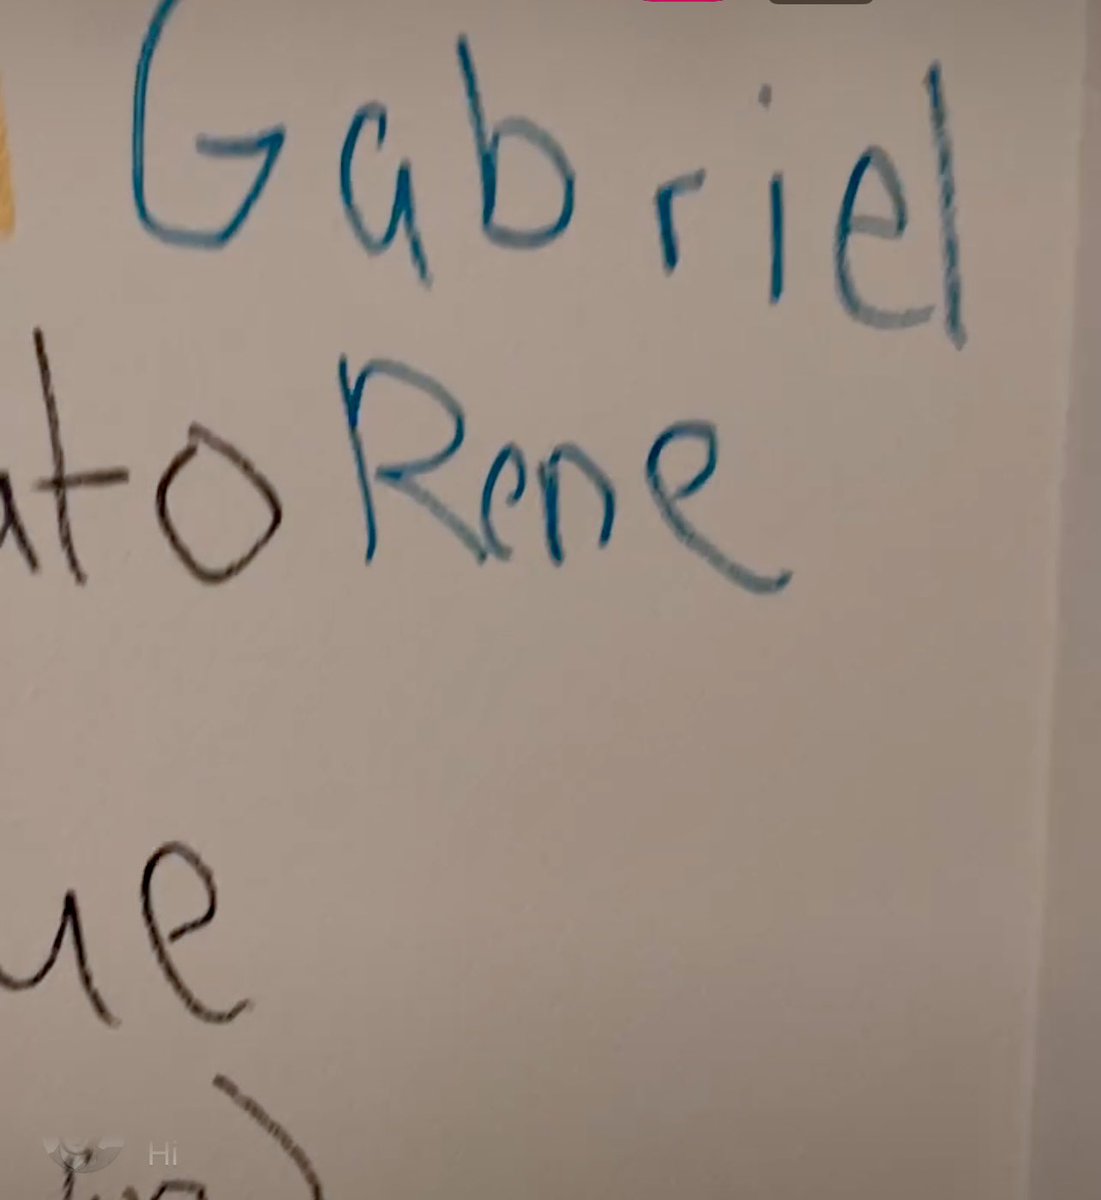 Gabriel
ato Rene
ue
Hi